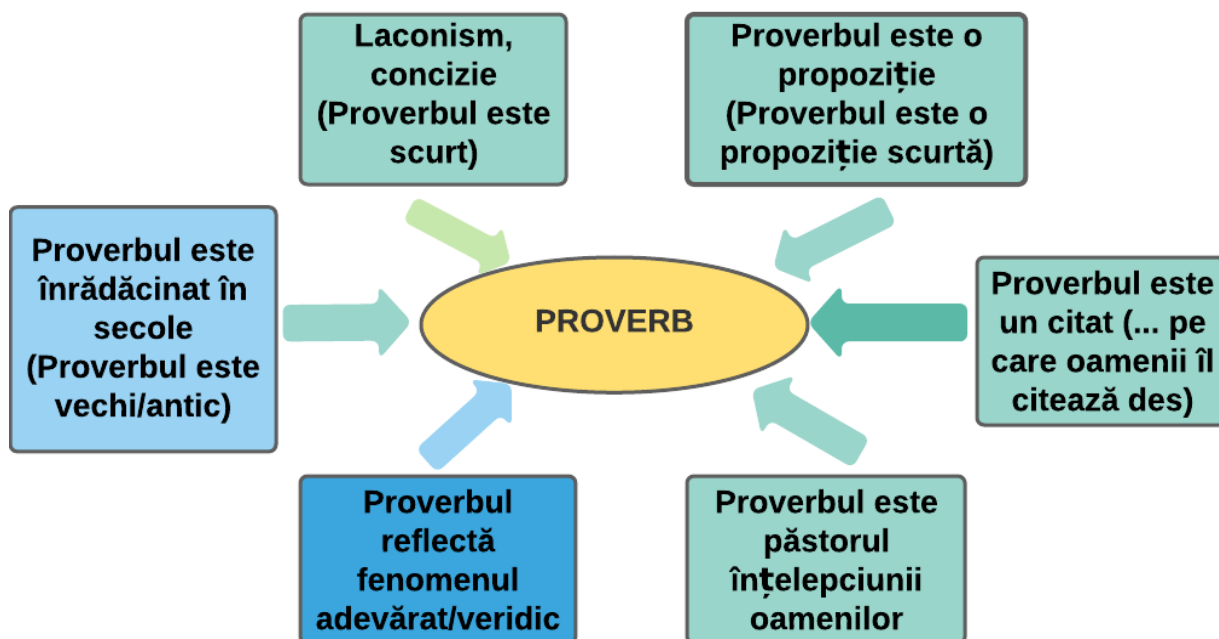 Laconism,
concizie
(Proverbul este
scurt)
Proverbul este o
propoziție
(Proverbul este o
propoziție scurtă)
Proverbul este
înrădăcinat în
secole
(Proverbul este
vechi/antic)
PROVERB
Proverbul este
un citat (... pe
care oamenii îl
citează des)
Proverbul
reflectă
fenomenul
adevărat/veridic
Proverbul este
păstorul
înțelepciunii
oamenilor